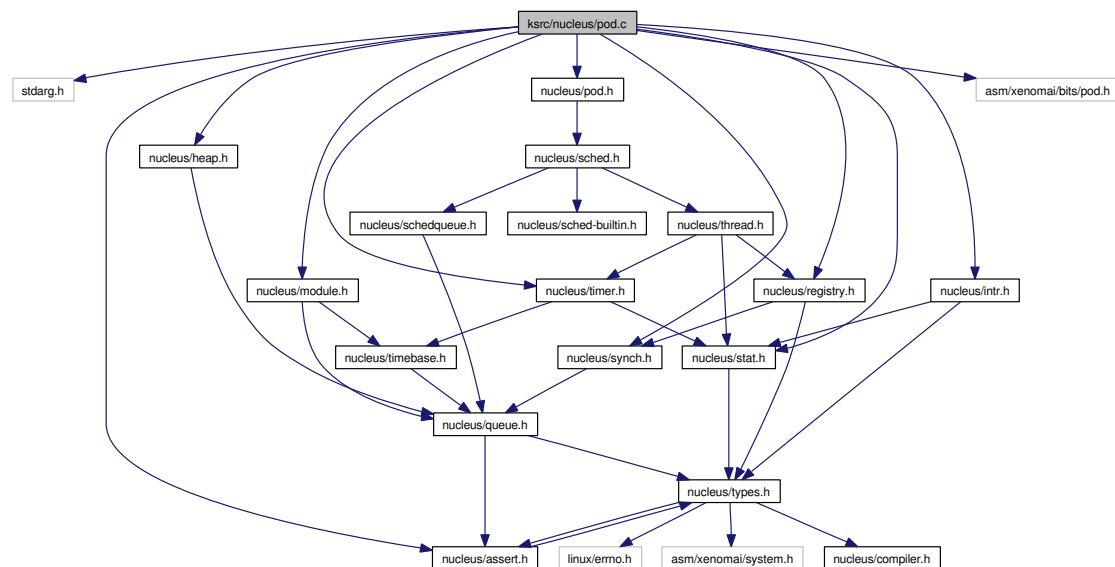 ksrc/nucleus/pod.c
stdarg.h
nucleus/pod.h
asm/xenomai/bits/pod.h
nucleus/heap.h
nucleus/sched.h
nucleus/schedqueue.h
nucleus/sched-builtin.h
nucleus/thread.h
nucleus/module.h
nucleus/timer.h
nucleus/registry.h
nucleus/intr.h
nucleus/timebase.h
nucleus/synch.h
nucleus/stat.h
nucleus/queue.h
nucleus/types.h
nucleus/assert.h
linux/errno.h
asm/xenomai/system.h
nucleus/compiler.h